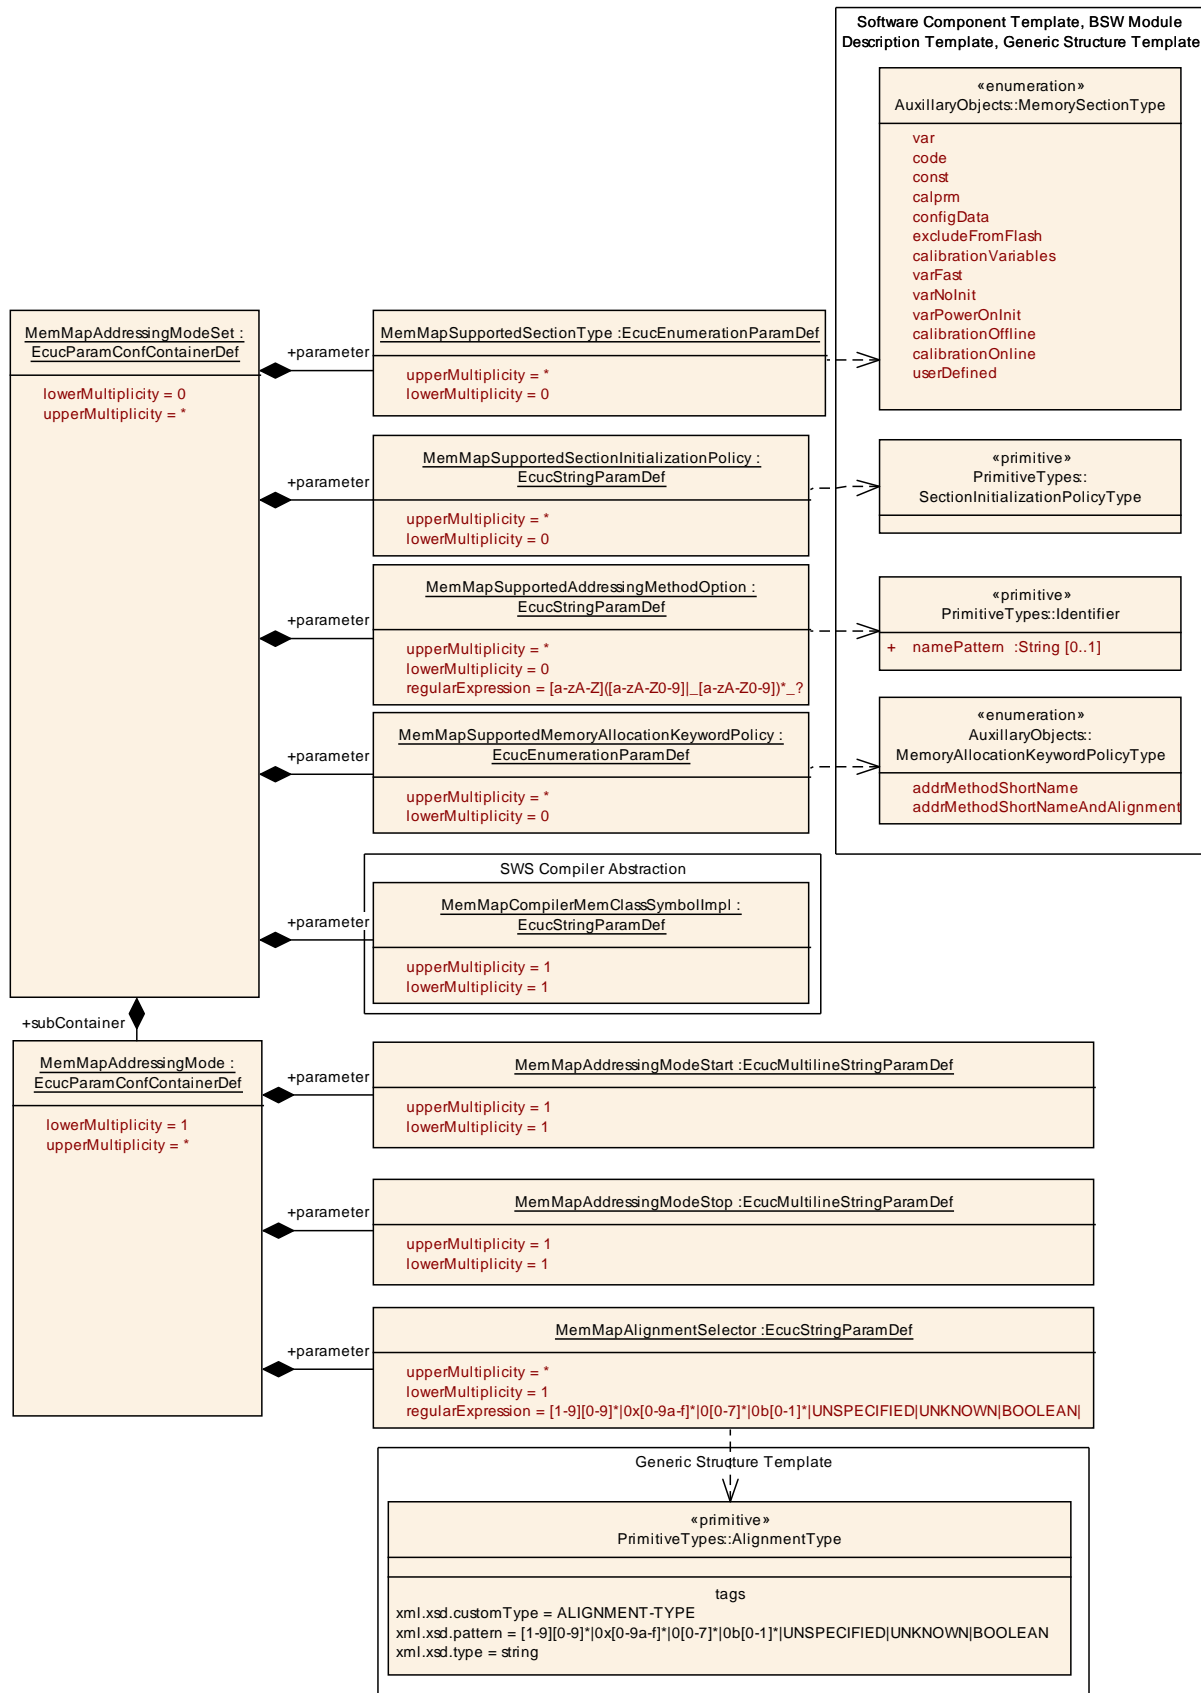 Software Component Template, BSW Module
Description Template, Generic Structure Template
«enumeration»
AuxillaryObjects::MemorySectionType
var
code
const
calprm
configData
excludeFromFlash
calibrationVariables
varFast
varNoInit
varPowerOnInit
calibrationOffline
calibrationOnline
userDefined
MemMapAddressingModeSet :
EcucParamConfContainerDef
lowerMultiplicity = 0
upperMultiplicity = *
+parameter
MemMapSupportedSectionType :EcucEnumerationParamDef
upperMultiplicity = *
lowerMultiplicity = 0
+parameter
MemMapSupportedSectionInitializationPolicy :
EcucStringParamDef
upperMultiplicity = *
lowerMultiplicity = 0
«primitive»
PrimitiveTypes::
SectionInitializationPolicyType
+parameter
MemMapSupportedAddressingMethodOption :
EcucStringParamDef
upperMultiplicity = *
lowerMultiplicity = 0
regularExpression = [a-zA-Z]([a-zA-Z0-9]|_[a-zA-Z0-9])*_?
«primitive»
PrimitiveTypes::Identifier
+ namePattern :String [0..1]
+parameter
MemMapSupportedMemoryAllocationKeywordPolicy :
EcucEnumerationParamDef
upperMultiplicity = *
lowerMultiplicity = 0
«enumeration»
AuxillaryObjects::
MemoryAllocationKeywordPolicyType
addrMethodShortName
addrMethodShortNameAndAlignment
SWS Compiler Abstraction
+parameter
MemMapCompilerMemClassSymbolImpl :
EcucStringParamDef
upperMultiplicity = 1
lowerMultiplicity = 1
+subContainer
MemMapAddressingMode :
EcucParamConfContainerDef
lowerMultiplicity = 1
upperMultiplicity = *
+parameter
MemMapAddressingModeStart :EcucMultilineStringParamDef
upperMultiplicity = 1
lowerMultiplicity = 1
+parameter
MemMapAddressingModeStop :EcucMultilineStringParamDef
upperMultiplicity = 1
lowerMultiplicity = 1
+parameter
MemMapAlignmentSelector :EcucStringParamDef
upperMultiplicity = *
lowerMultiplicity = 1
regularExpression = [1-9][0-9]*|0x[0-9a-f]*|0[0-7]*|0b[0-1]*|UNSPECIFIED|UNKNOWN|BOOLEAN|
Generic Structure Template
«primitive»
PrimitiveTypes::AlignmentType
tags
xml.xsd.customType = ALIGNMENT-TYPE
xml.xsd.pattern = [1-9][0-9]*|0x[0-9a-f]*|0[0-7]*|0b[0-1]*|UNSPECIFIED|UNKNOWN|BOOLEAN
xml.xsd.type = string